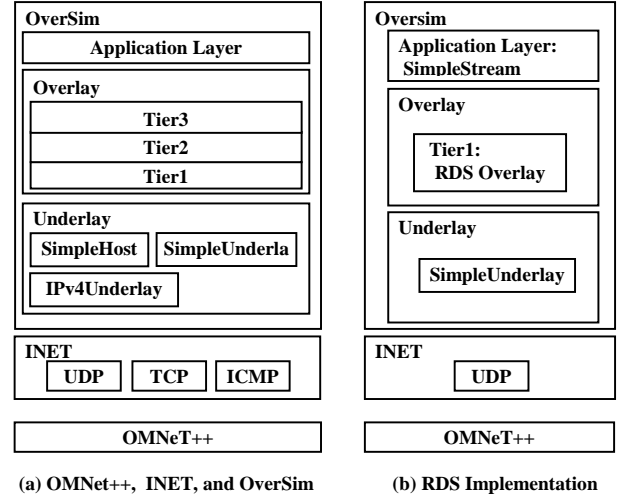 OverSim
Application Layer
Overlay
Tier3
Tier2
Tier1
Underlay
SimpleHost
SimpleUnderla
IPv4Underlay
INET
UDP
TCP
ICMP
OMNeT++
(a) OMNet++, INET, and OverSim
Oversim
Application Layer:
SimpleStream
Overlay
Tier1:
RDS Overlay
Underlay
SimpleUnderlay
INET
UDP
OMNeT++
(b) RDS Implementation